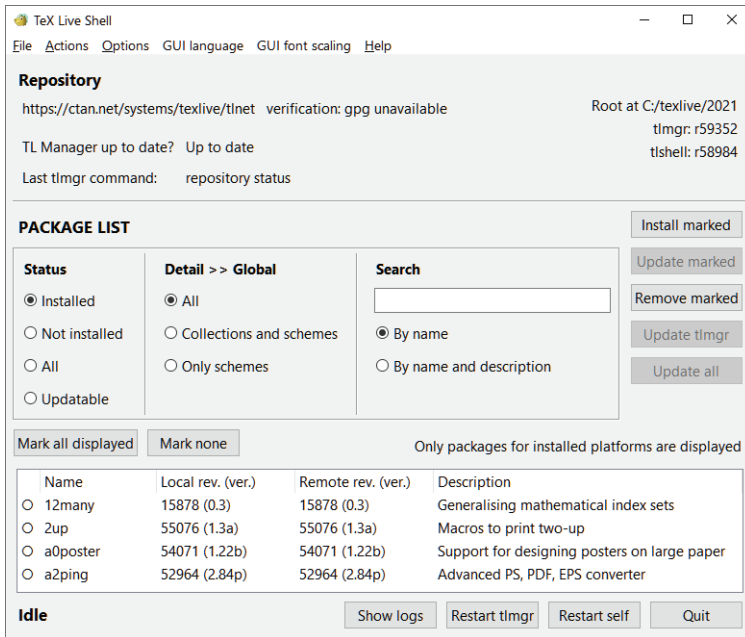 TeX Live Shell
File Actions Options GUI language GUI font scaling Help
Repository
https://ctan.net/systems/texlive/tlnet verification: gpg unavailable
Root at C:/texlive/2021
tlmgr: r59352
TL Manager up to date? Up to date
tlshell: r58984
Last tlmgr command: repository status
PACKAGE LIST
Install marked
Status Detail >> Global Search
Update marked
Installed All
Remove marked
Not installed Collections and schemes By name
Update tlmgr
All Only schemes By name and description
Update all
Updatable
Mark all displayed Mark none
Only packages for installed platforms are displayed
Name Local rev. (ver.) Remote rev. (ver.) Description
12many 15878 (0.3) 15878 (0.3) Generalising mathematical index sets
2up 55076 (1.3a) 55076 (1.3a) Macros to print two-up
a0poster 54071 (1.22b) 54071 (1.22b) Support for designing posters on large paper
a2ping 52964 (2.84p) 52964 (2.84p) Advanced PS, PDF, EPS converter
Idle Show logs Restart tlmgr Restart self Quit